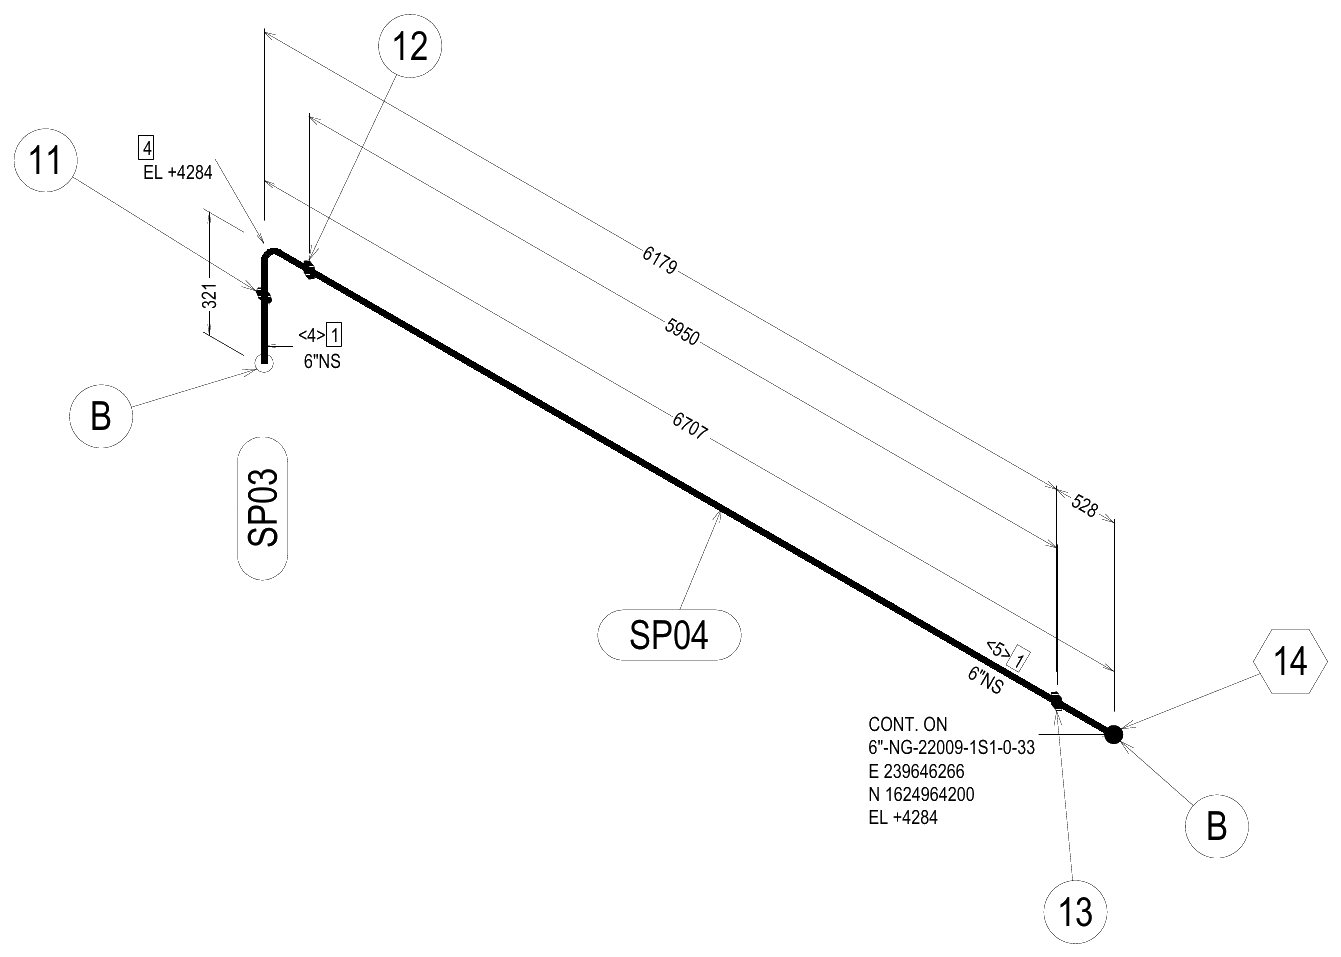 12
11
4
EL +4284
6179
321
5950
<4> 1
6"NS
B
6707
SP03
528
SP04
<5> 1
6"NS
14
CONT. ON
6"-NG-22009-1S1-0-33
E 239646266
N 1624964200
EL +4284
B
13